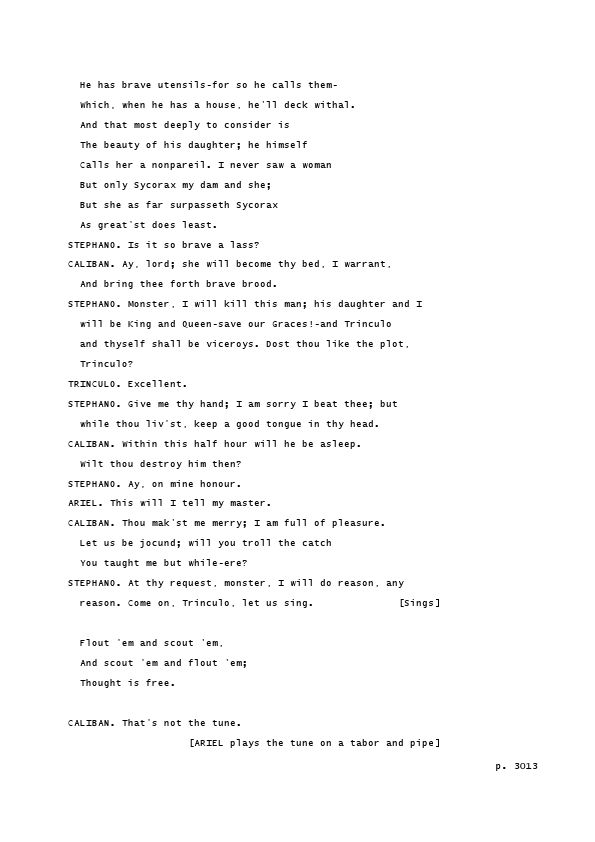 He has brave utensils-for so he calls them-
Which, when he has a house, he'll deck withal.
And that most deeply to consider is
The beauty of his daughter; he himself
Calls her a nonpareil. I never saw a woman
But only Sycorax my dam and she;
But she as far surpasseth Sycorax
As great'st does least.
STEPHANO. Is it so brave a lass?
CALIBAN. Ay, lord; she will become thy bed, I warrant,
And bring thee forth brave brood.
STEPHANO. Monster, I will kill this man; his daughter and I
will be King and Queen-save our Graces!-and Trinculo
and thyself shall be viceroys. Dost thou like the plot,
Trinculo?
TRINCULO. Excellent.
STEPHANO. Give me thy hand; I am sorry I beat thee; but
while thou liv'st, keep a good tongue in thy head.
CALIBAN. Within this half hour will he be asleep.
Wilt thou destroy him then?
STEPHANO. Ay, on mine honour.
ARIEL. This will I tell my master.
CALIBAN. Thou mak'st me merry; I am full of pleasure.
Let us be jocund; will you troll the catch
You taught me but while-ere?
STEPHANO. At thy request, monster, I will do reason, any
reason. Come on, Trinculo, let us sing. [Sings]
Flout 'em and scout 'em,
And scout 'em and flout 'em;
Thought is free.
CALIBAN. That's not the tune.
[ARIEL plays the tune on a tabor and pipe]
p. 3013